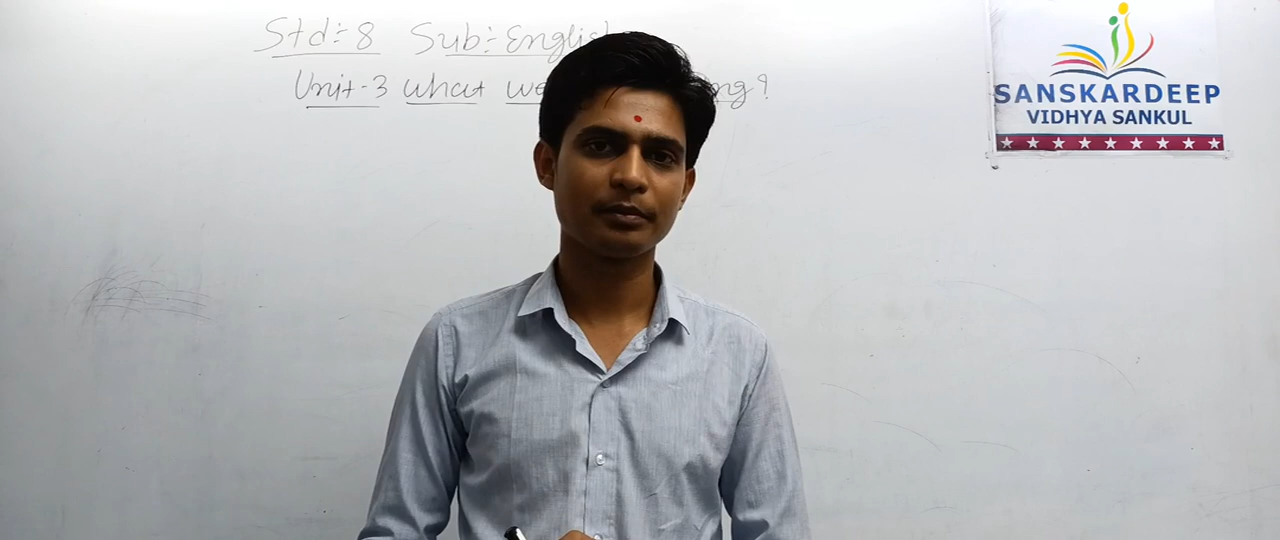 Std:- 8 Sub:- English
Unit-3 What we
SANSKARDEEP
VIDHYA SANKUL